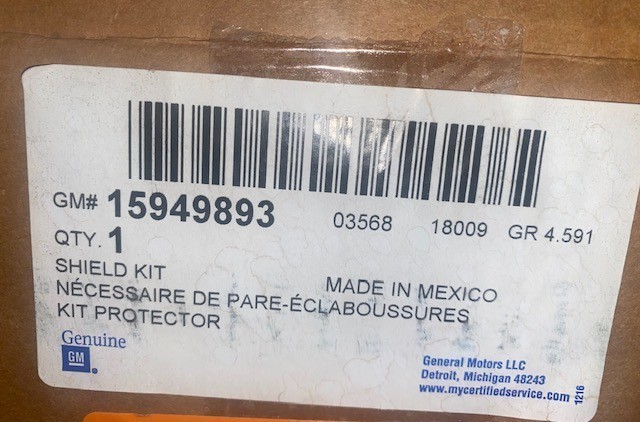 GM# 15949893 03568 18009 GR 4.591
QTY. 1
SHIELD KIT
MADE IN MEXICO
NÉCESSAIRE DE PARE-ÉCLABOUSSURES
KIT PROTECTOR
Genuine
GM
General Motors LLC
Detroit, Michigan 48243
www.mycertifiedservice.com
1216